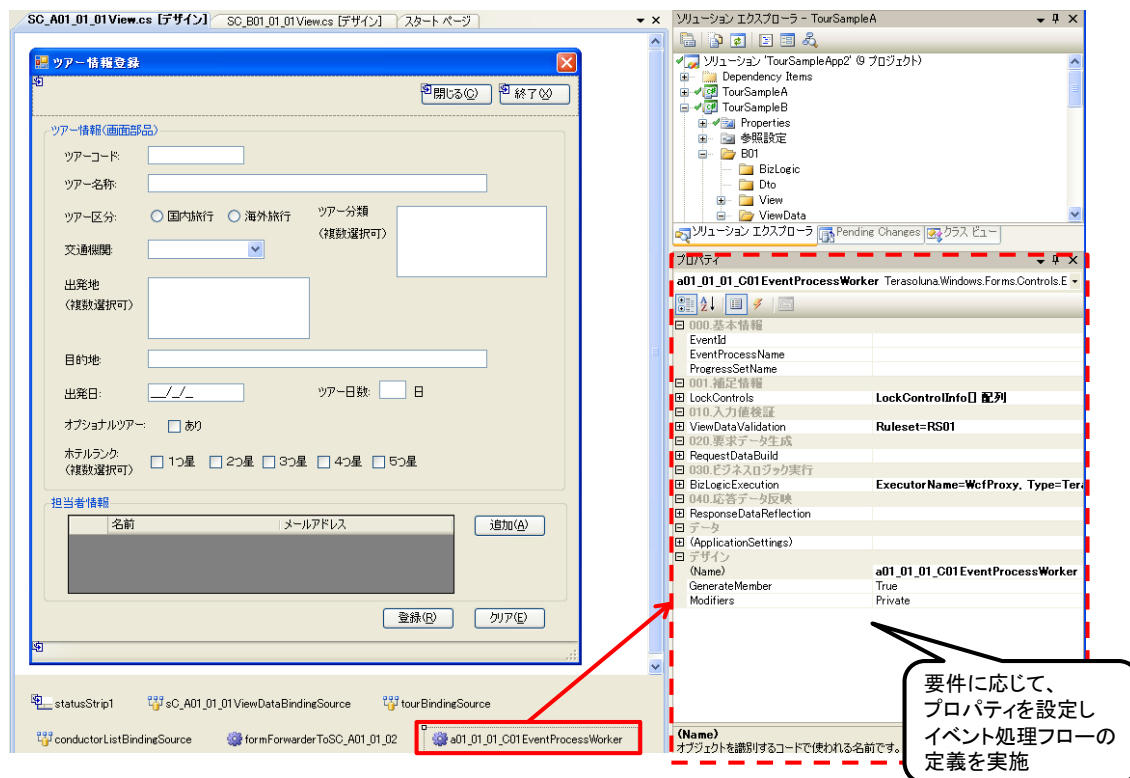 SC_A01_01_01View.cs [デザイン] SC_B01_01_01View.cs [デザイン] スタート ページ
ツアー情報登録
閉じる(C) 終了(X)
ツアー情報(画面部品)
ツアーコード:
ツアー名称:
ツアー区分: 国内旅行 海外旅行 ツアー分類
(複数選択可)
交通機関:
出発地
(複数選択可)
目的地:
出発日: __/_/_ ツアー日数: 日
オプショナルツアー: あり
ホテルランク:
(複数選択可) 1つ星 2つ星 3つ星 4つ星 5つ星
担当者情報
名前 メールアドレス 追加(A)
登録(R) クリア(E)
statusStrip1 sC_A01_01_01ViewDataBindingSource tourBindingSource
conductorListBindingSource formForwarderToSC_A01_01_02 a01_01_01_C01EventProcessWorker
ソリューション エクスプローラ - TourSampleA
ソリューション 'TourSampleApp2' (9 プロジェクト)
Dependency Items
TourSampleA
TourSampleB
Properties
参照設定
B01
BizLogic
Dto
View
ViewData
ソリューション エクスプローラ Pending Changes クラス ビュー
プロパティ
a01_01_01_C01EventProcessWorker Terasoluna.Windows.Forms.Controls.E
000.基本情報
EventId
EventProcessName
ProgressSetName
001.補足情報
LockControls LockControlInfo[] 配列
010.入力値検証
ViewDataValidation Ruleset=RS01
020.要求データ生成
RequestDataBuild
030.ビジネスロジック実行
BizLogicExecution ExecutorName=WcfProxy, Type=Tera
040.応答データ反映
ResponseDataReflection
データ
(ApplicationSettings)
デザイン
(Name) a01_01_01_C01EventProcessWorker
GenerateMember True
Modifiers Private
(Name)
オブジェクトを識別するコードで使われる名前です。
要件に応じて、
プロパティを設定し
イベント処理フローの
定義を実施